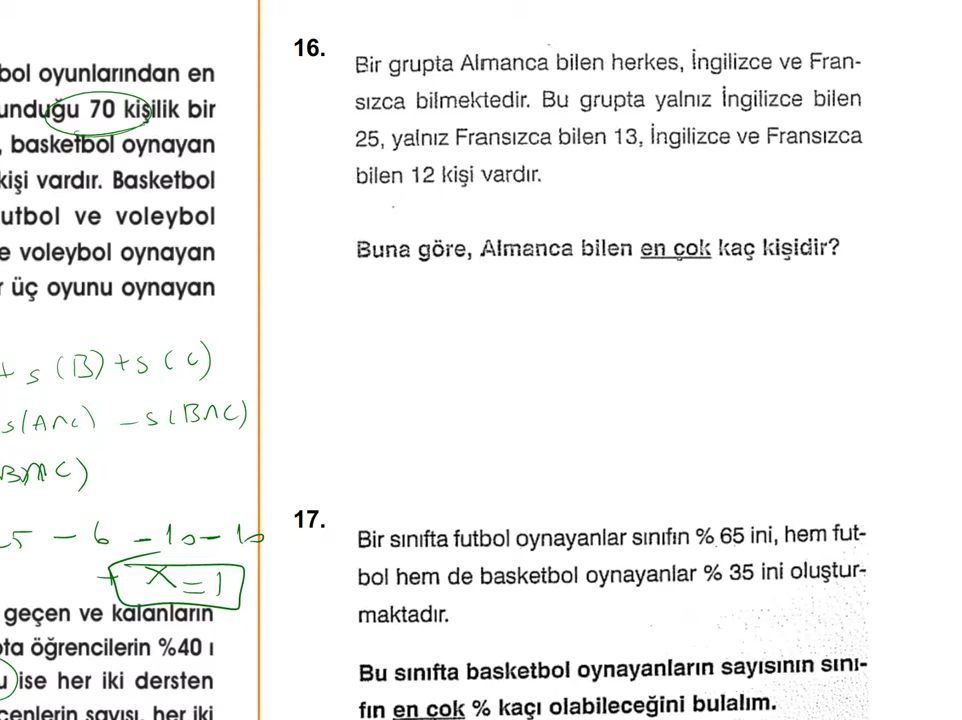 bol oyunlarından en
unduğu 70 kişilik bir
, basketbol oynayan
kişi vardır. Basketbol
utbol ve voleybol
e voleybol oynayan
r üç oyunu oynayan
+ s (B) + s (C)
s(A∩C) - s(B∩C)
B∩C)
- 6 - 10 - 10
+ x = 1
geçen ve kalanların
pta öğrencilerin %40 ı
u ise her iki dersten
çenlerin sayısı, her iki
16.
Bir grupta Almanca bilen herkes, İngilizce ve Fran-
sızca bilmektedir. Bu grupta yalnız İngilizce bilen
25, yalnız Fransızca bilen 13, İngilizce ve Fransızca
bilen 12 kişi vardır.
Buna göre, Almanca bilen en çok kaç kişidir?
17.
Bir sınıfta futbol oynayanlar sınıfın % 65 ini, hem fut-
bol hem de basketbol oynayanlar % 35 ini oluştur-
maktadır.
Bu sınıfta basketbol oynayanların sayısının sını-
fın en çok % kaçı olabileceğini bulalım.